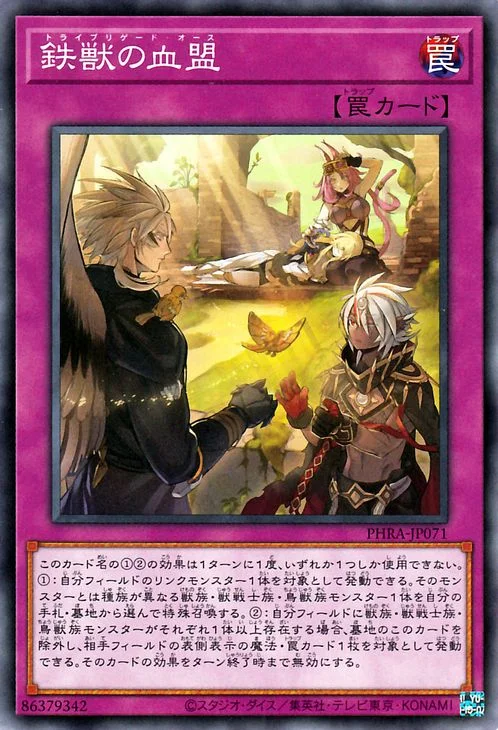 トライブリゲード・オース
鉄獣の血盟
トラップ
罠
トラップ
【罠カード】
PHRA-JP071
このカード名の①②の効果は1ターンに1度、いずれか1つしか使用できない。
①：自分フィールドのリンクモンスター1体を対象として発動できる。そのモン
スターとは種族が異なる獣族・獣戦士族・鳥獣族モンスター1体を自分の
手札・墓地から選んで特殊召喚する。②：自分フィールドに獣族・獣戦士族・
鳥獣族モンスターがそれぞれ1体以上存在する場合、墓地のこのカードを
除外し、相手フィールドの表側表示の魔法・罠カード1枚を対象として発動
できる。そのカードの効果をターン終了時まで無効にする。
86379342
©スタジオ・ダイス／集英社・テレビ東京・KONAMI